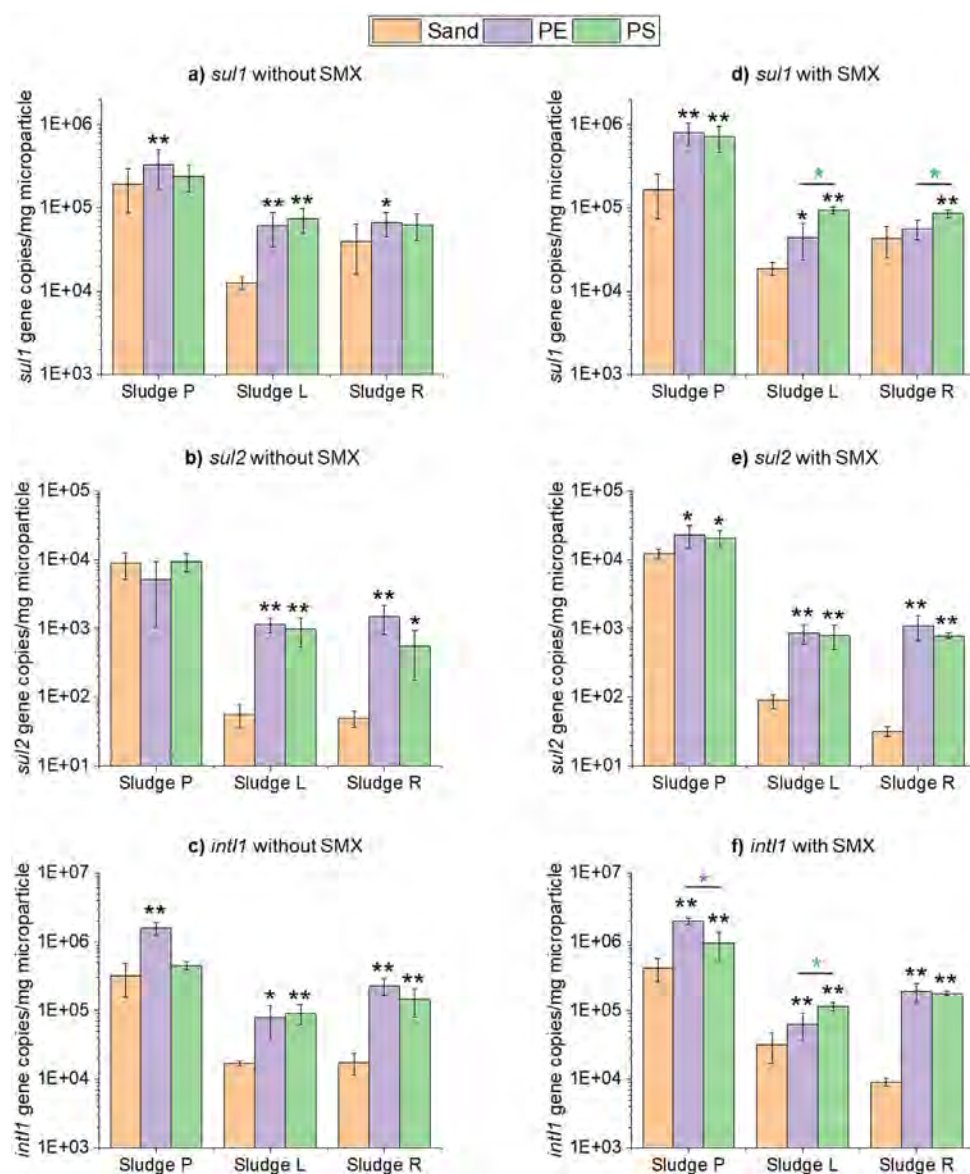 Sand PE PS
a) sul1 without SMX
sul1 gene copies/mg microparticle
1E+06
1E+05
1E+04
1E+03
** ** ** *
Sludge P Sludge L Sludge R
d) sul1 with SMX
sul1 gene copies/mg microparticle
1E+06
1E+05
1E+04
1E+03
** ** * * ** * **
Sludge P Sludge L Sludge R
b) sul2 without SMX
sul2 gene copies/mg microparticle
1E+05
1E+04
1E+03
1E+02
1E+01
** ** ** *
Sludge P Sludge L Sludge R
e) sul2 with SMX
sul2 gene copies/mg microparticle
1E+05
1E+04
1E+03
1E+02
1E+01
* * ** ** ** **
Sludge P Sludge L Sludge R
c) intI1 without SMX
intI1 gene copies/mg microparticle
1E+07
1E+06
1E+05
1E+04
1E+03
** * ** ** **
Sludge P Sludge L Sludge R
f) intI1 with SMX
intI1 gene copies/mg microparticle
1E+07
1E+06
1E+05
1E+04
1E+03
* ** ** * ** ** ** **
Sludge P Sludge L Sludge R